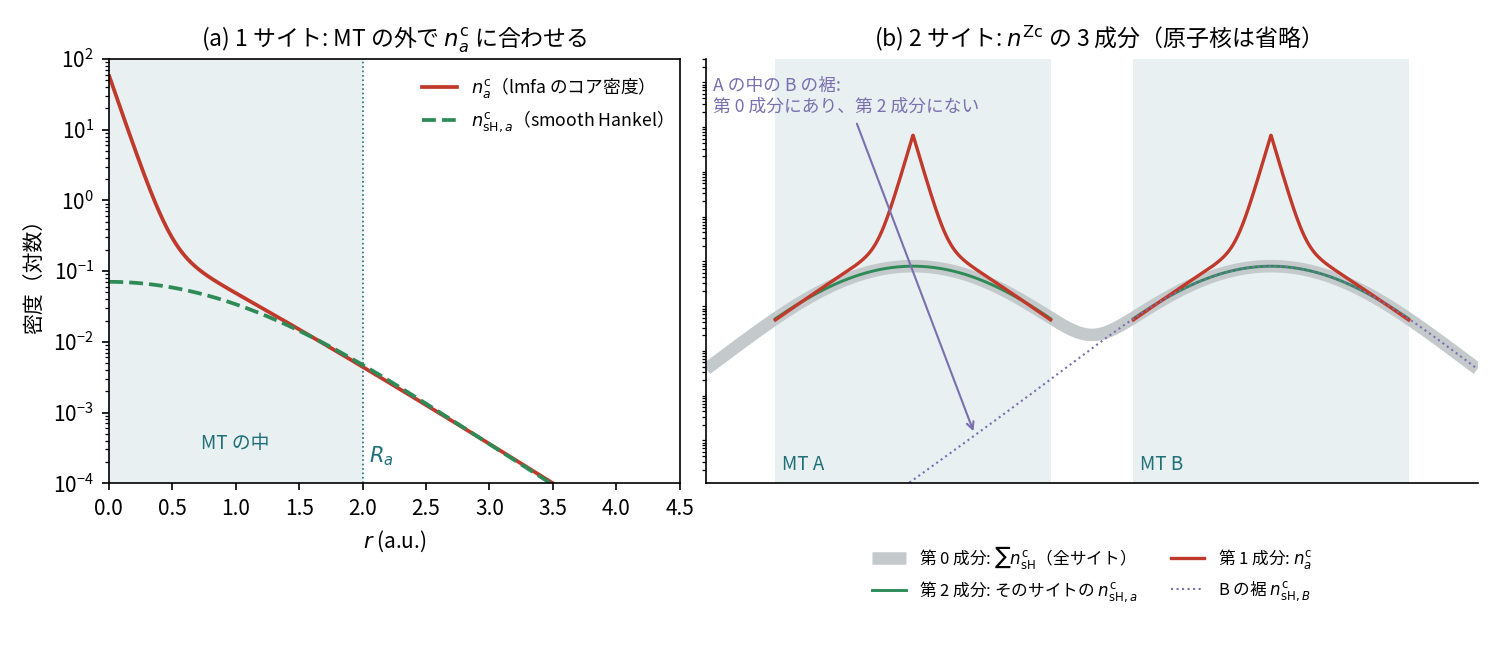 (a) 1 サイト: MT の外で n_a^c に合わせる
(b) 2 サイト: n^Zc の 3 成分（原子核は省略）
密度（対数）
10^2
10^1
10^0
10^−1
10^−2
10^−3
10^−4
n_a^c（lmfa のコア密度）
n_sH,a^c（smooth Hankel）
MT の中
R_a
0.0 0.5 1.0 1.5 2.0 2.5 3.0 3.5 4.0 4.5
r (a.u.)
A の中の B の裾:
第 0 成分にあり、第 2 成分にない
MT A
MT B
第 0 成分: ∑n_sH^c（全サイト）
第 1 成分: n_a^c
第 2 成分: そのサイトの n_sH,a^c
B の裾 n_sH,B^c